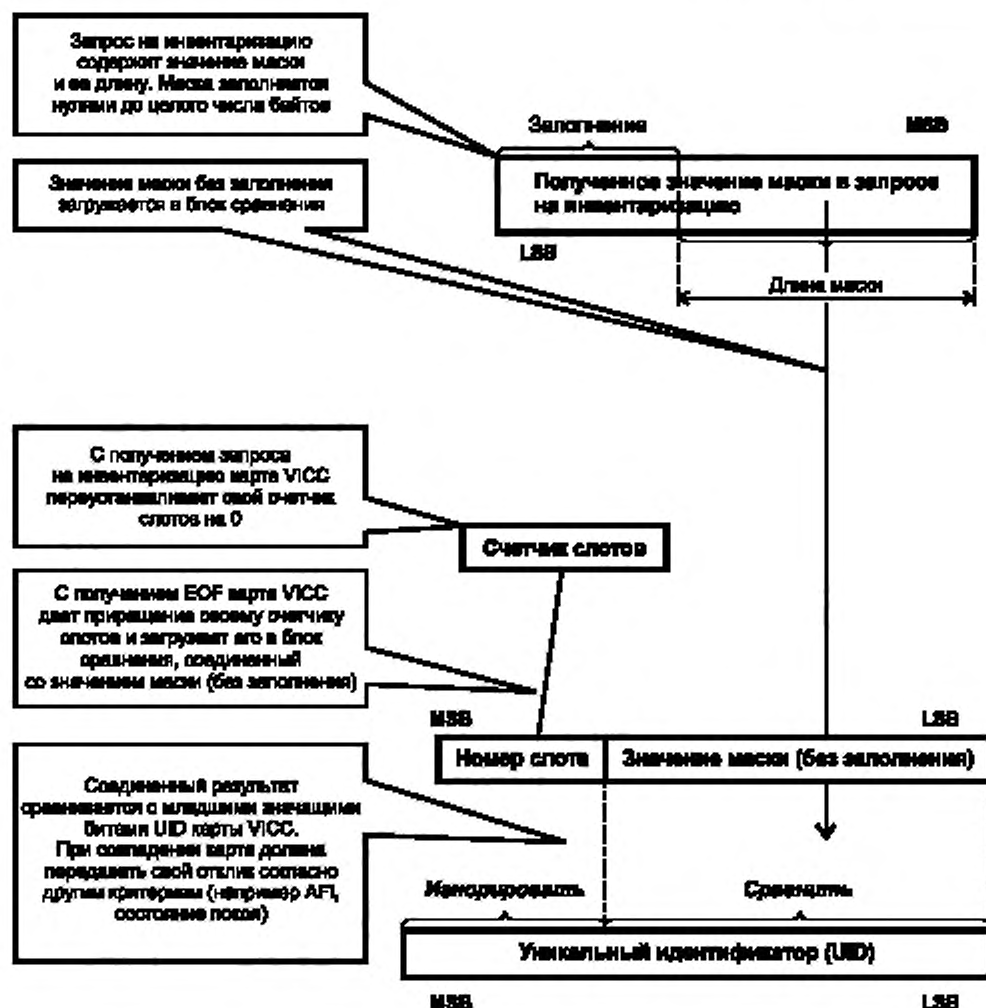 Запрос на инвентаризацию
содержит значение маски
и ее длину. Маска заполняется
нулями до целого числа байтов
Заполнение
MSB
Значение маски без заполнения
загружается в блок сравнения
Полученное значение маски в запросе
на инвентаризацию
LSB
Длина маски
С получением запроса
на инвентаризацию карта VICC
переустанавливает свой счетчик
слотов на 0
Счетчик слотов
С получением EOF карта VICC
дает приращение своему счетчику
слотов и загружает его в блок
сравнения, соединенный
со значением маски (без заполнения)
MSB
LSB
Номер слота
Значение маски (без заполнения)
Соединенный результат
сравнивается с младшими значащими
битами UID карты VICC.
При совпадении карта должна
передавать свой отклик согласно
другим критериям (например AFI,
состояние покоя)
Игнорировать
Сравнить
Уникальный идентификатор (UID)
MSB
LSB